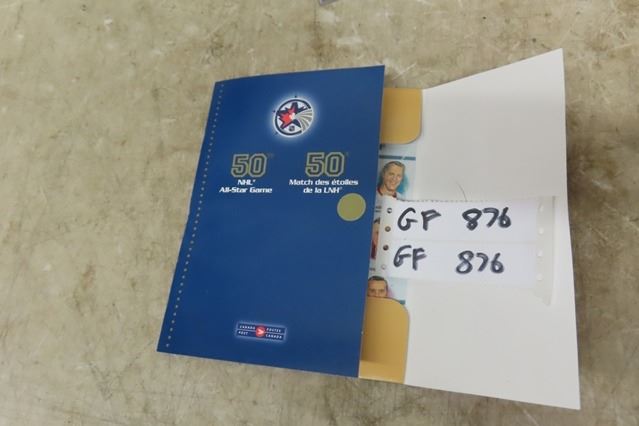 50TH
NHL®
All-Star Game
50e
Match des étoiles
de la LNH®
CANADA
POST
POSTES
CANADA
GF 876
GF 876